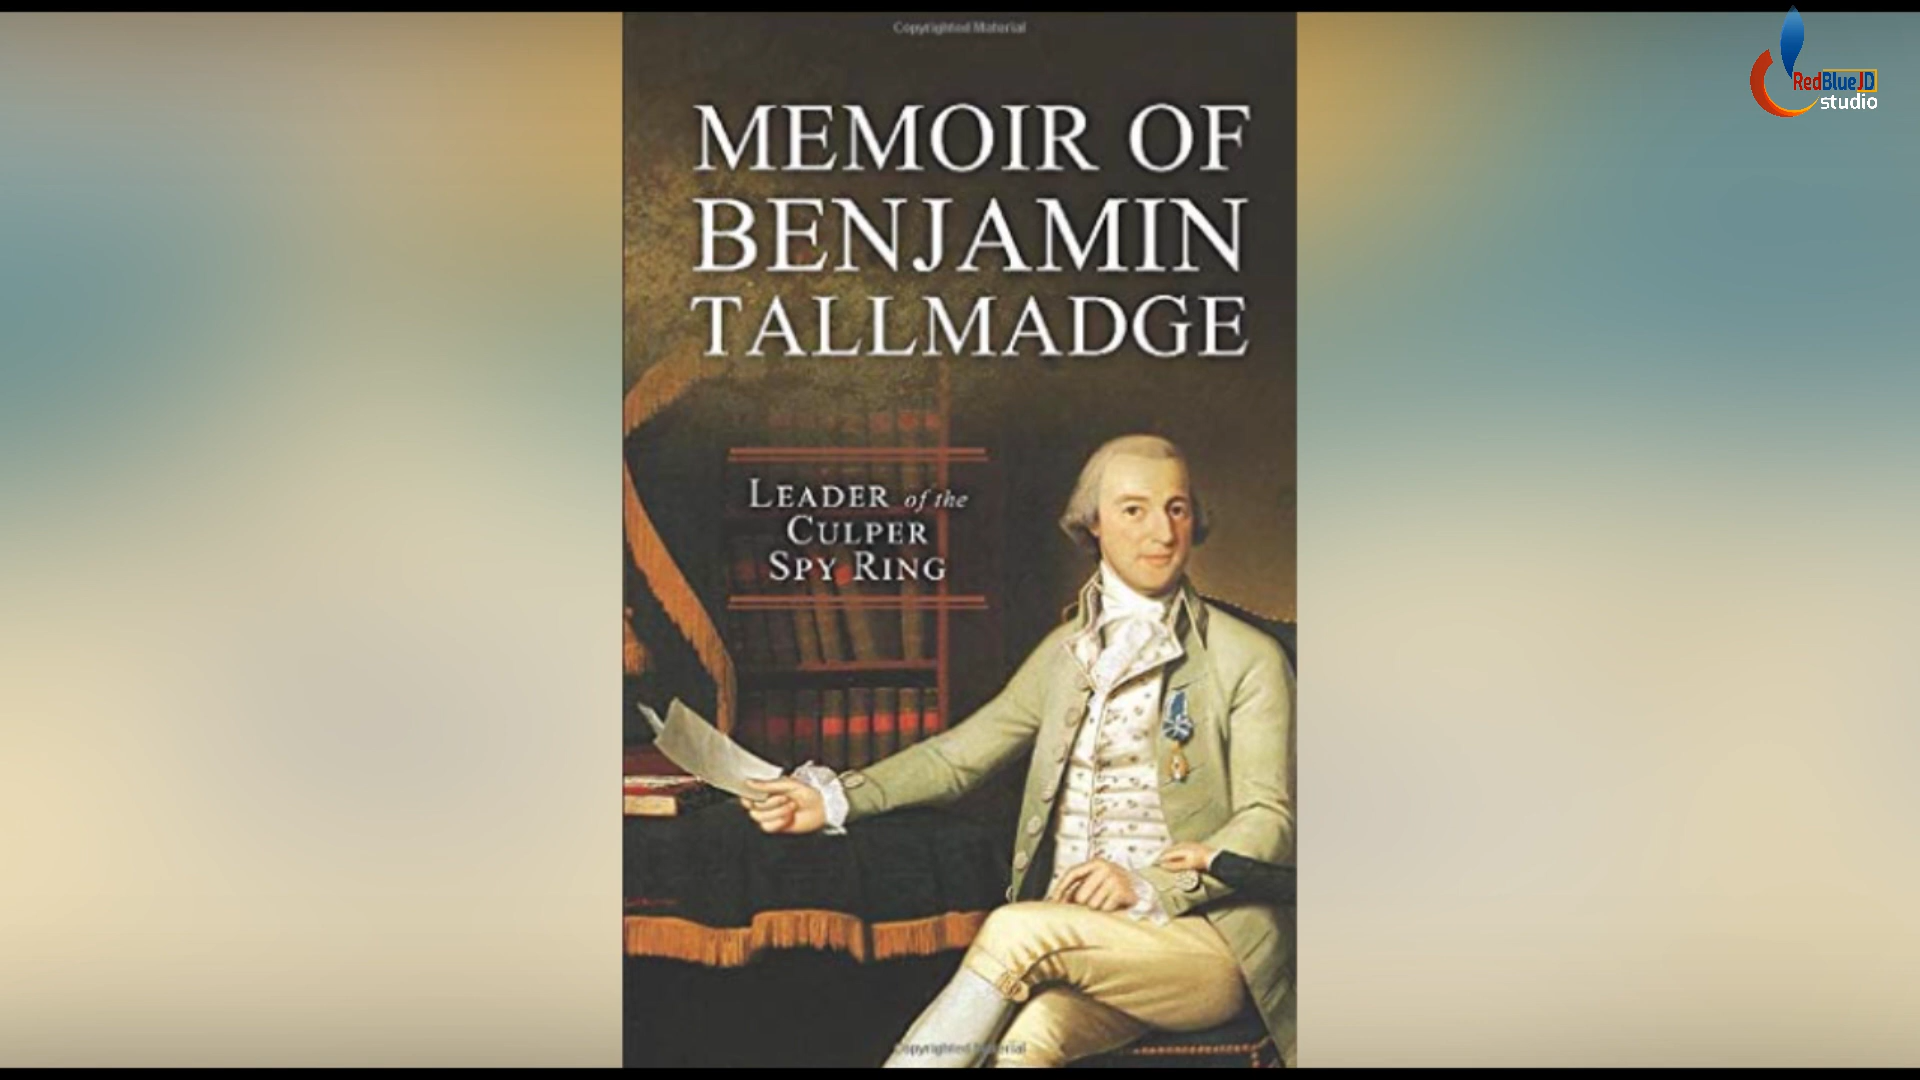 Copyrighted Material
RedBlueJD
studio
MEMOIR OF
BENJAMIN
TALLMADGE
LEADER of the
CULPER
SPY RING
Copyrighted Material